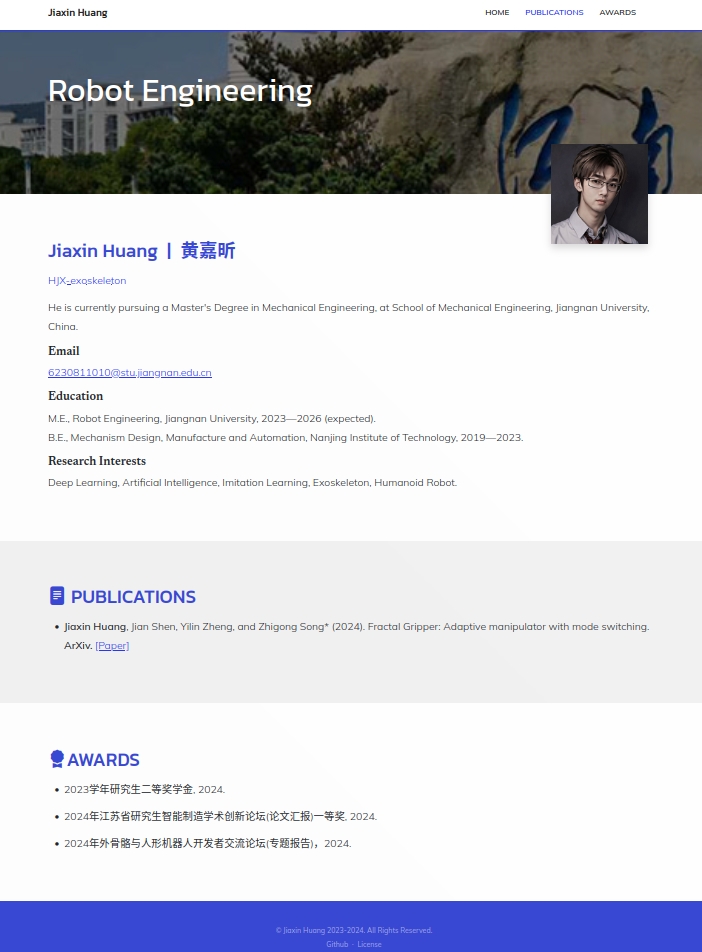 Jiaxin Huang
HOME PUBLICATIONS AWARDS
Robot Engineering
Jiaxin Huang | 黄嘉昕
HJX-exoskeleton
He is currently pursuing a Master's Degree in Mechanical Engineering, at School of Mechanical Engineering, Jiangnan University,
China.
Email
6230811010@stu.jiangnan.edu.cn
Education
M.E., Robot Engineering, Jiangnan University, 2023—2026 (expected).
B.E., Mechanism Design, Manufacture and Automation, Nanjing Institute of Technology, 2019—2023.
Research Interests
Deep Learning, Artificial Intelligence, Imitation Learning, Exoskeleton, Humanoid Robot.
PUBLICATIONS
• Jiaxin Huang, Jian Shen, Yilin Zheng, and Zhigong Song* (2024). Fractal Gripper: Adaptive manipulator with mode switching.
ArXiv. [Paper]
AWARDS
• 2023学年研究生二等奖学金, 2024.
• 2024年江苏省研究生智能制造学术创新论坛(论文汇报)一等奖, 2024.
• 2024年外骨骼与人形机器人开发者交流论坛(专题报告)，2024.
© Jiaxin Huang 2023-2024. All Rights Reserved.
Github - License